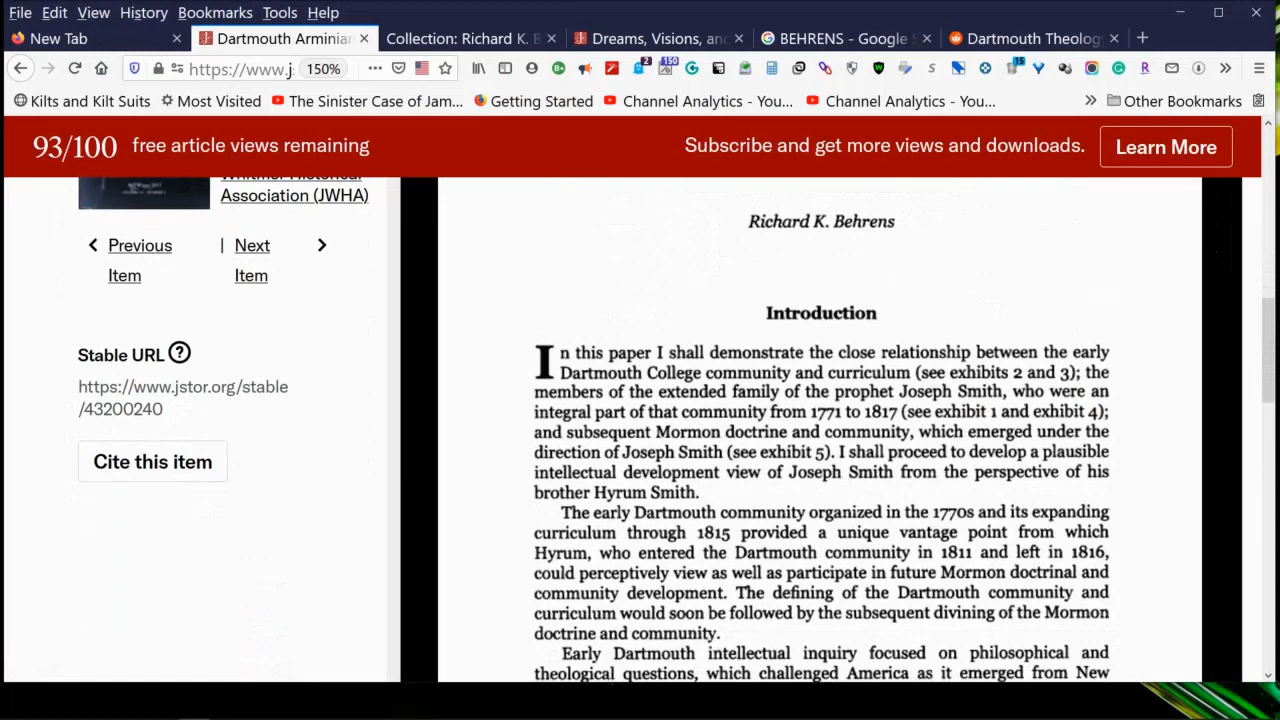 File Edit View History Bookmarks Tools Help
New Tab
Dartmouth Arminia
Collection: Richard K. B
Dreams, Visions, an
BEHRENS - Google S
Dartmouth Theolog
https://www.j
150%
2
150
15
Kilts and Kilt Suits
Most Visited
The Sinister Case of Jam...
Getting Started
Channel Analytics - You...
Channel Analytics - You...
Other Bookmarks
93/100 free article views remaining
Subscribe and get more views and downloads.
Learn More
Whitmer Historical
Association (JWHA)
Previous
Item
| Next
Item
Stable URL ?
https://www.jstor.org/stable
/43200240
Cite this item
Richard K. Behrens
Introduction
In this paper I shall demonstrate the close relationship between the early
Dartmouth College community and curriculum (see exhibits 2 and 3); the
members of the extended family of the prophet Joseph Smith, who were an
integral part of that community from 1771 to 1817 (see exhibit 1 and exhibit 4);
and subsequent Mormon doctrine and community, which emerged under the
direction of Joseph Smith (see exhibit 5). I shall proceed to develop a plausible
intellectual development view of Joseph Smith from the perspective of his
brother Hyrum Smith.
The early Dartmouth community organized in the 1770s and its expanding
curriculum through 1815 provided a unique vantage point from which
Hyrum, who entered the Dartmouth community in 1811 and left in 1816,
could perceptively view as well as participate in future Mormon doctrinal and
community development. The defining of the Dartmouth community and
curriculum would soon be followed by the subsequent divining of the Mormon
doctrine and community.
Early Dartmouth intellectual inquiry focused on philosophical and
theological questions, which challenged America as it emerged from New